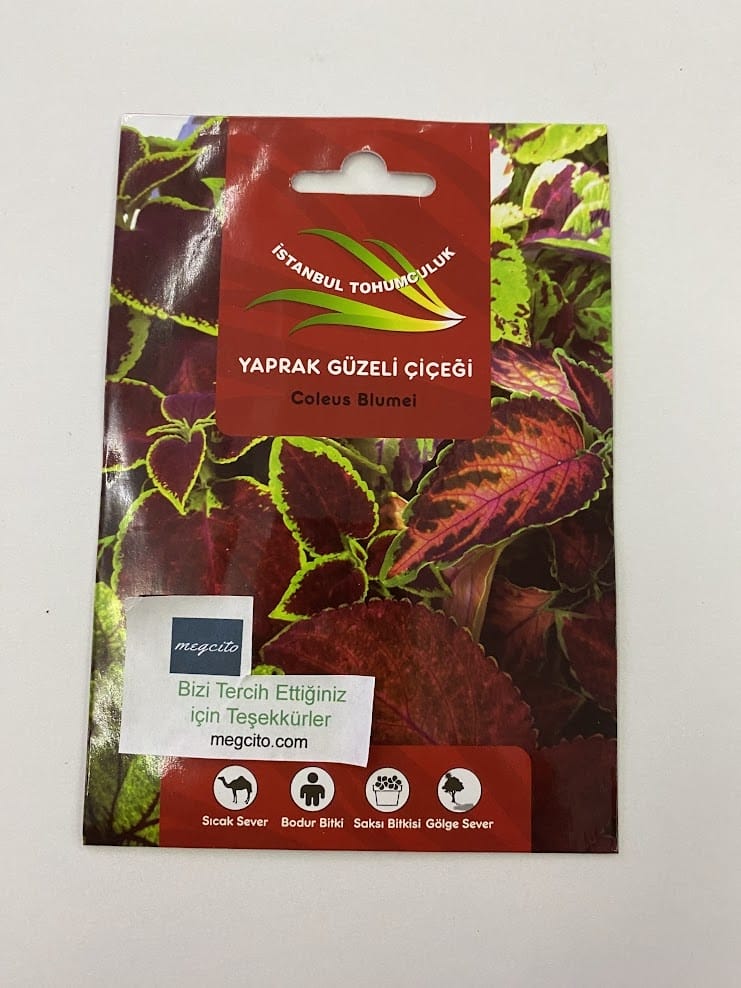 İSTANBUL TOHUMCULUK
YAPRAK GÜZELİ ÇİÇEĞİ
Coleus Blumei
megcito
Bizi Tercih Ettiğiniz
için Teşekkürler
megcito.com
Sıcak Sever Bodur Bitki Saksı Bitkisi Gölge Sever